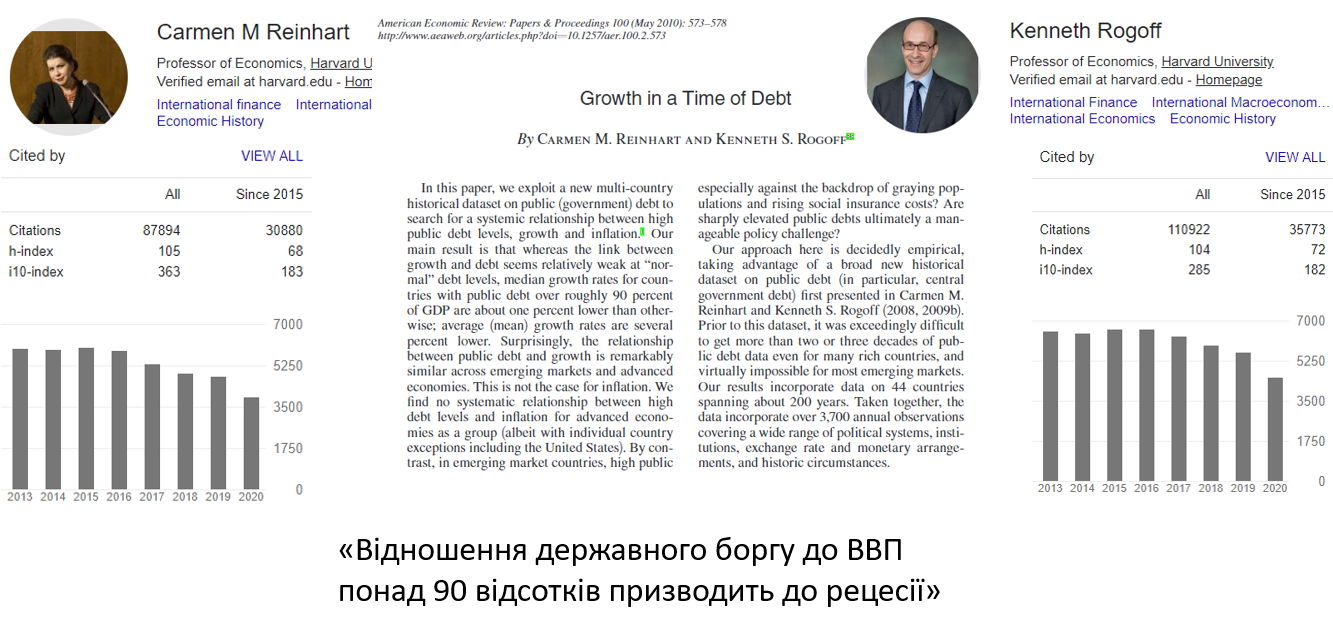 Carmen M Reinhart
Professor of Economics, Harvard U
Verified email at harvard.edu - Hom
International finance International
Economic History
Cited by VIEW ALL
All Since 2015
Citations 87894 30880
h-index 105 68
i10-index 363 183
7000
5250
3500
1750
0
2013 2014 2015 2016 2017 2018 2019 2020
American Economic Review: Papers & Proceedings 100 (May 2010): 573–578
http://www.aeaweb.org/articles.php?doi=10.1257/aer.100.2.573
Growth in a Time of Debt
By Carmen M. Reinhart and Kenneth S. Rogoff
In this paper, we exploit a new multi-country
historical dataset on public (government) debt to
search for a systemic relationship between high
public debt levels, growth and inflation. Our
main result is that whereas the link between
growth and debt seems relatively weak at “nor-
mal” debt levels, median growth rates for coun-
tries with public debt over roughly 90 percent
of GDP are about one percent lower than other-
wise; average (mean) growth rates are several
percent lower. Surprisingly, the relationship
between public debt and growth is remarkably
similar across emerging markets and advanced
economies. This is not the case for inflation. We
find no systematic relationship between high
debt levels and inflation for advanced econo-
mies as a group (albeit with individual country
exceptions including the United States). By con-
trast, in emerging market countries, high public
especially against the backdrop of graying pop-
ulations and rising social insurance costs? Are
sharply elevated public debts ultimately a man-
ageable policy challenge?
Our approach here is decidedly empirical,
taking advantage of a broad new historical
dataset on public debt (in particular, central
government debt) first presented in Carmen M.
Reinhart and Kenneth S. Rogoff (2008, 2009b).
Prior to this dataset, it was exceedingly difficult
to get more than two or three decades of pub-
lic debt data even for many rich countries, and
virtually impossible for most emerging markets.
Our results incorporate data on 44 countries
spanning about 200 years. Taken together, the
data incorporate over 3,700 annual observations
covering a wide range of political systems, insti-
tutions, exchange rate and monetary arrange-
ments, and historic circumstances.
Kenneth Rogoff
Professor of Economics, Harvard University
Verified email at harvard.edu - Homepage
International Finance International Macroeconom…
International Economics Economic History
Cited by VIEW ALL
All Since 2015
Citations 110922 35773
h-index 104 72
i10-index 285 182
7000
5250
3500
1750
0
2013 2014 2015 2016 2017 2018 2019 2020
«Відношення державного боргу до ВВП
понад 90 відсотків призводить до рецесії»